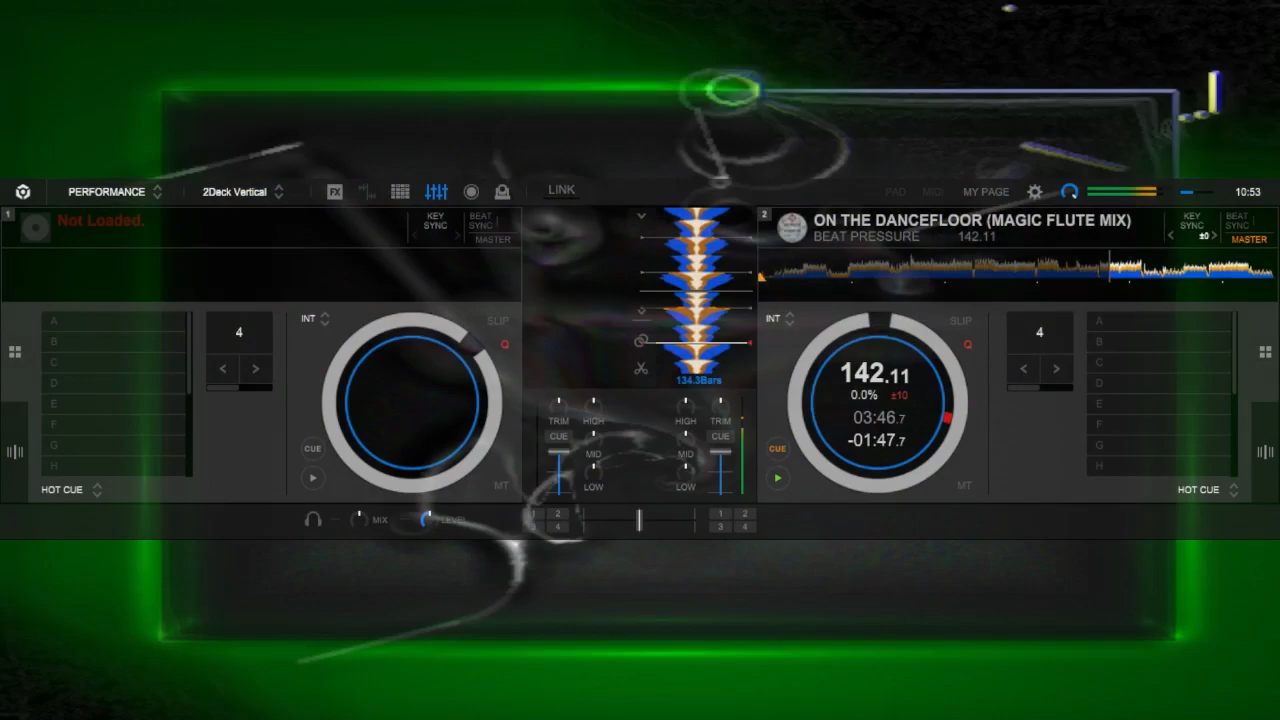 PERFORMANCE 2Deck Vertical FX LINK PAD MIDI MY PAGE 10:53
1 Not Loaded. KEY SYNC BEAT SYNC MASTER
2 ON THE DANCEFLOOR (MAGIC FLUTE MIX)
BEAT PRESSURE 142.11
KEY SYNC ±0 BEAT SYNC MASTER
A
B
C
D
E
F
G
H
HOT CUE
4
INT
SLIP
Q
CUE
MT
134.3Bars
TRIM HIGH HIGH TRIM
CUE MID MID CUE
LOW LOW
INT
SLIP
Q
142.11
0.0% ±10
03:46.7
-01:47.7
CUE
MT
4
A
B
C
D
E
F
G
H
HOT CUE
MIX LEVEL
1 2
3 4
1 2
3 4